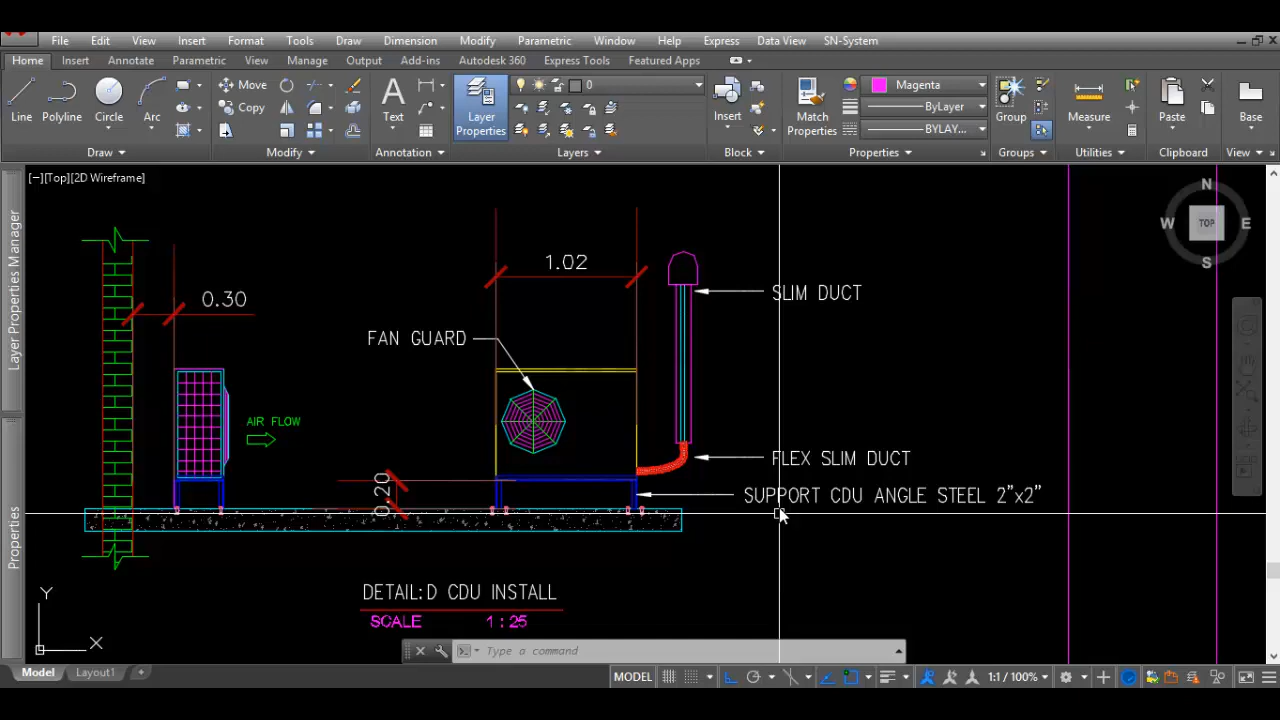 File Edit View Insert Format Tools Draw Dimension Modify Parametric Window Help Express Data View SN-System
Home Insert Annotate Parametric View Manage Output Add-ins Autodesk 360 Express Tools Featured Apps
Line Polyline Circle Arc
Move
Copy
Text
Layer Properties
0
Insert
Match Properties
Magenta
ByLayer
BYLAY...
Group
Measure
Paste
Base
Draw Modify Annotation Layers Block Properties Groups Utilities Clipboard View
[−][Top][2D Wireframe]
N
W TOP E
S
Layer Properties Manager
Properties
1.02
0.30
SLIM DUCT
FAN GUARD
AIR FLOW
FLEX SLIM DUCT
0.20
SUPPORT CDU ANGLE STEEL 2”x2”
DETAIL:D CDU INSTALL
SCALE 1 : 25
Y
X
Type a command
Model Layout1
MODEL 1:1 / 100%